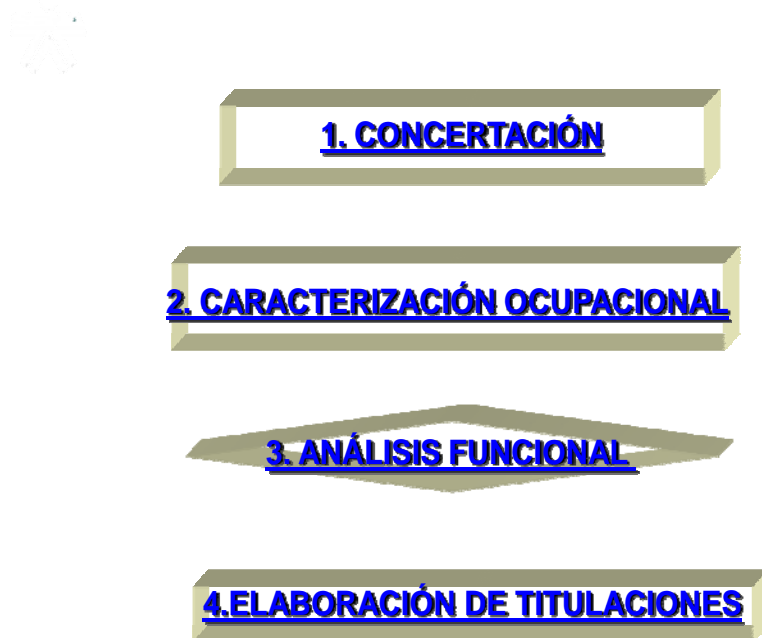 1. CONCERTACIÓN
2. CARACTERIZACIÓN OCUPACIONAL
3. ANÁLISIS FUNCIONAL
4.ELABORACIÓN DE TITULACIONES